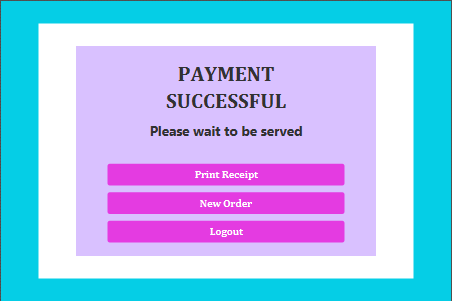 PAYMENT
SUCCESSFUL
Please wait to be served
Print Receipt
New Order
Logout